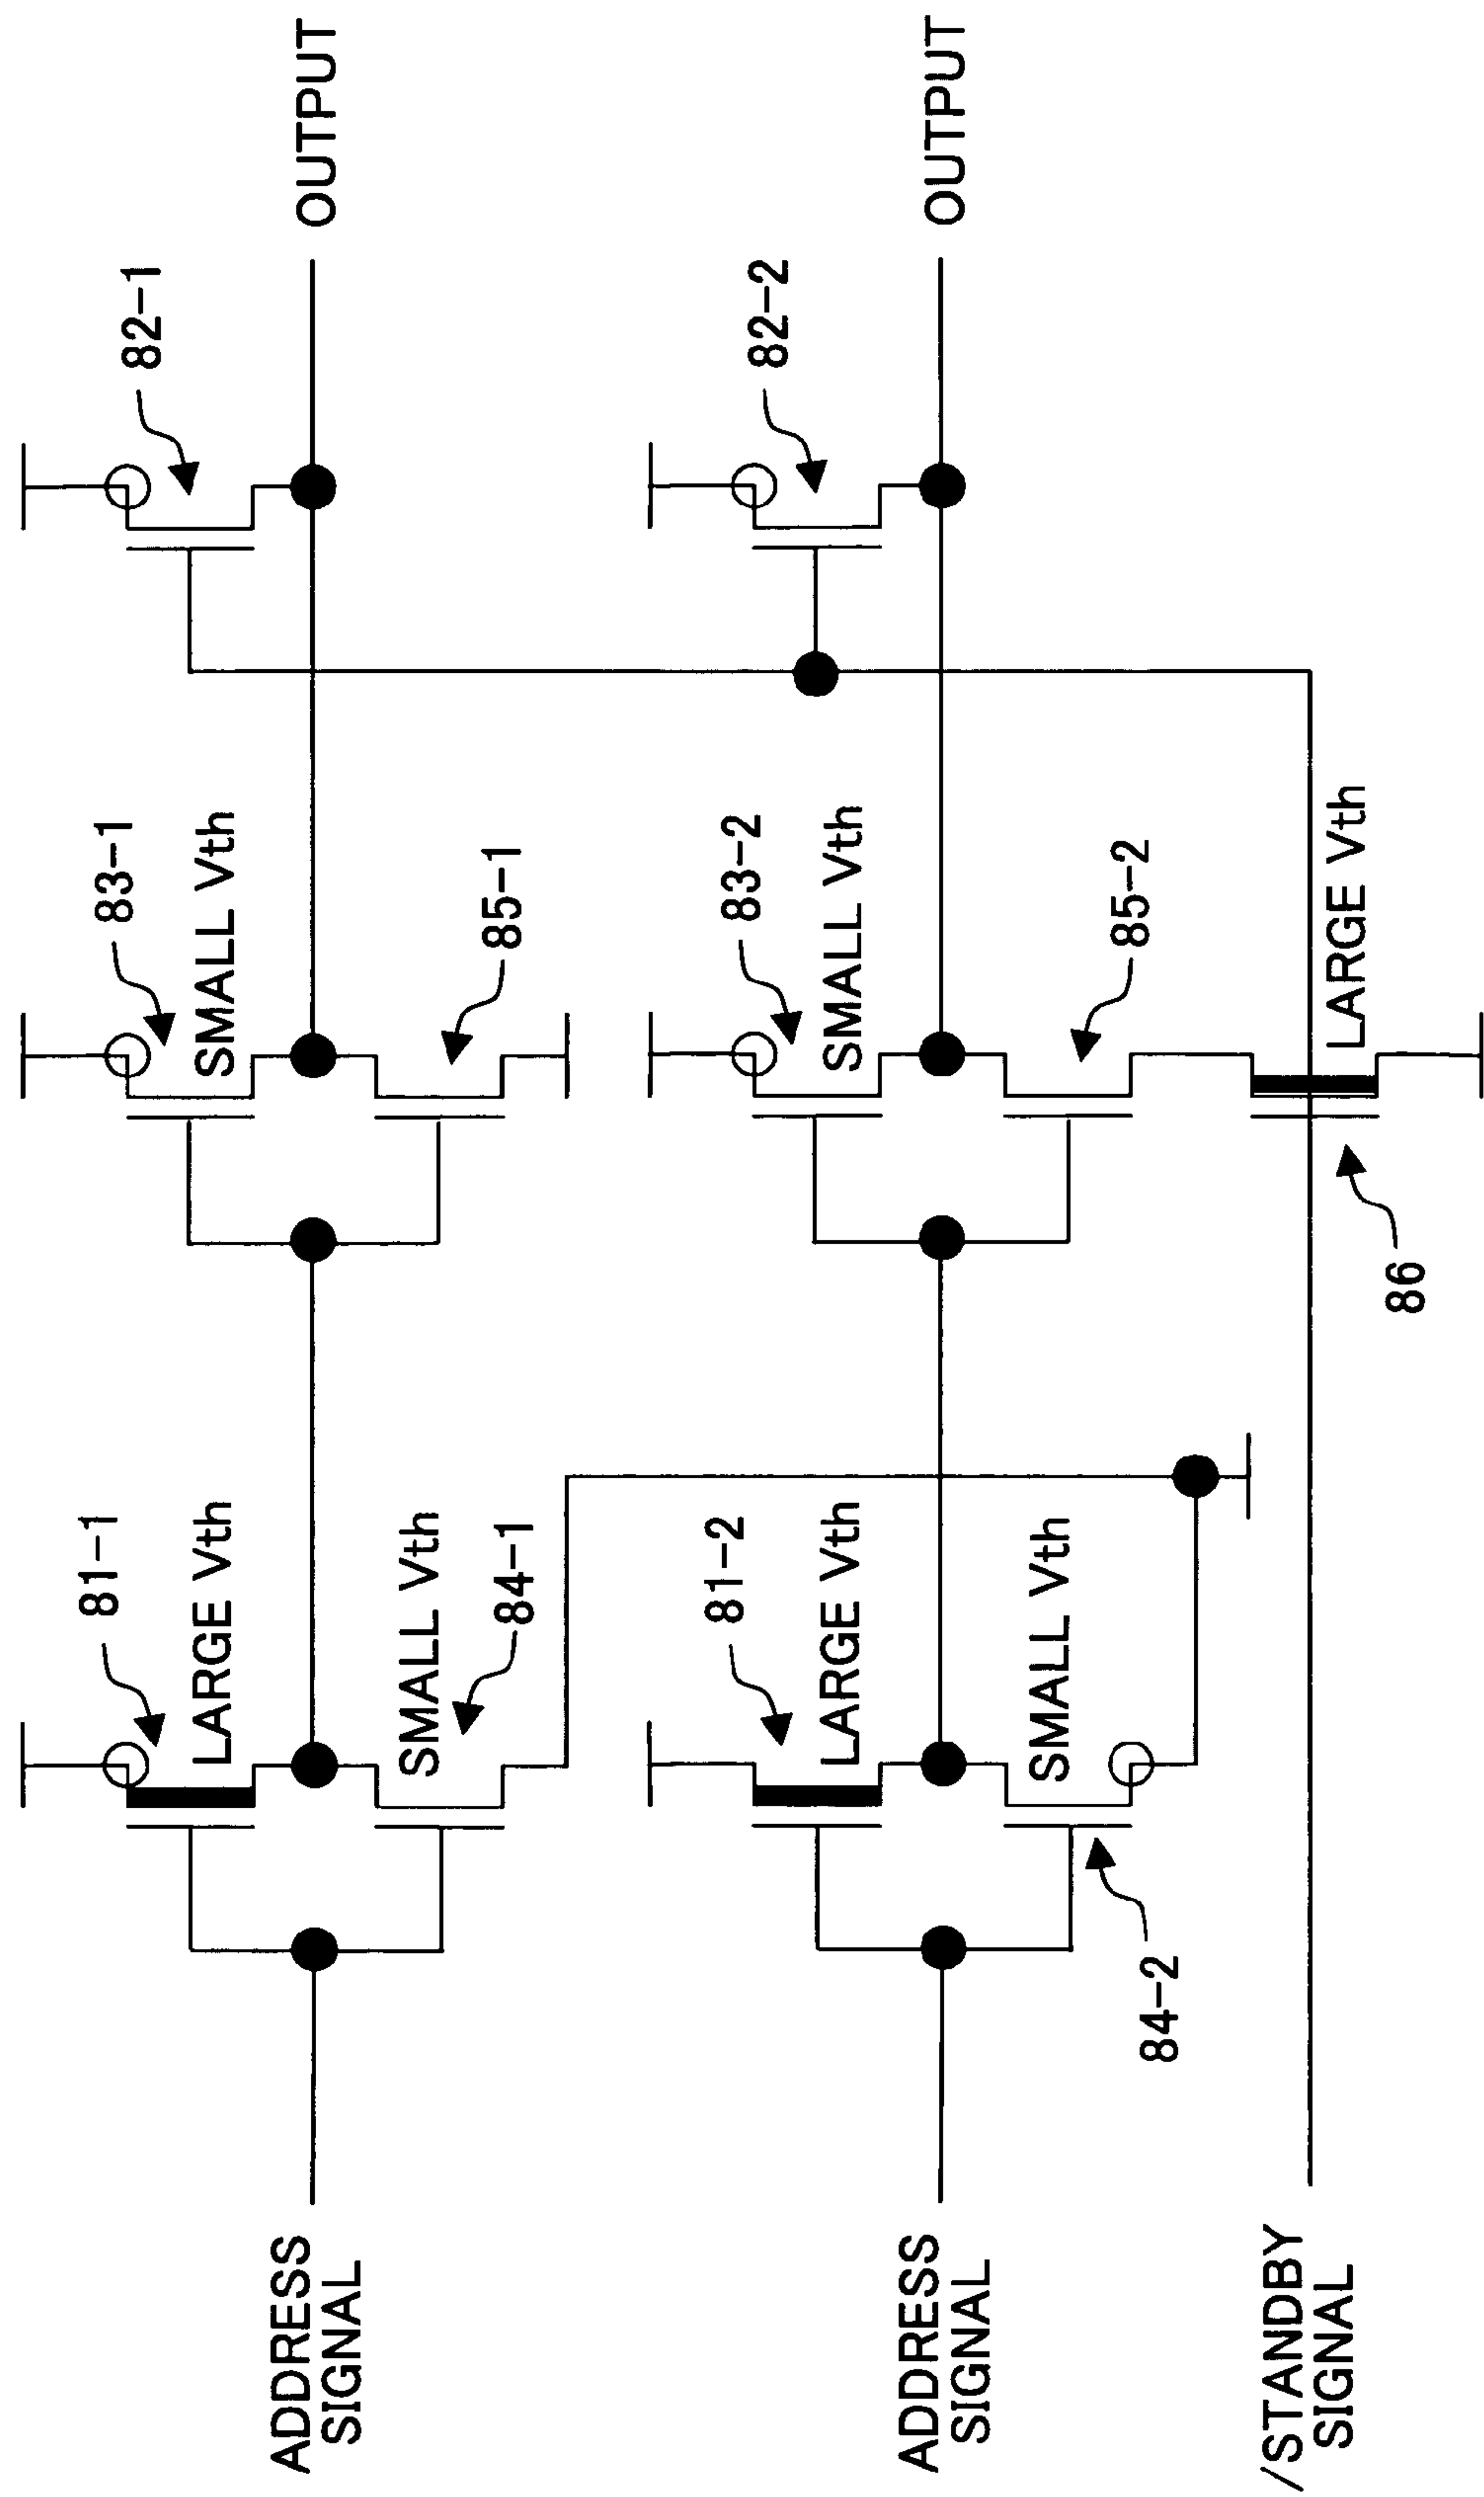 81-1
LARGE Vth
SMALL Vth
84-1
83-1
SMALL Vth
85-1
82-1
ADDRESS
SIGNAL
OUTPUT
81-2
LARGE Vth
SMALL Vth
84-2
83-2
SMALL Vth
85-2
82-2
ADDRESS
SIGNAL
OUTPUT
LARGE Vth
86
/STANDBY
SIGNAL